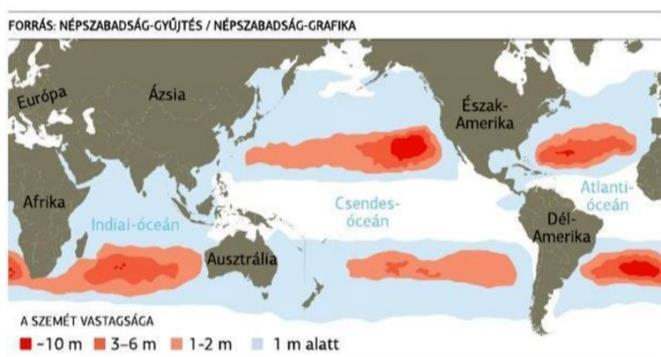 FORRÁS: NÉPSZABADSÁG-GYŰJTÉS / NÉPSZABADSÁG-GRAFIKA
Európa
Ázsia
Észak-
Amerika
Afrika
Indiai-óceán
Csendes-
óceán
Atlanti-
óceán
Dél-
Amerika
Ausztrália
A SZEMÉT VASTAGSÁGA
~10 m
3–6 m
1-2 m
1 m alatt